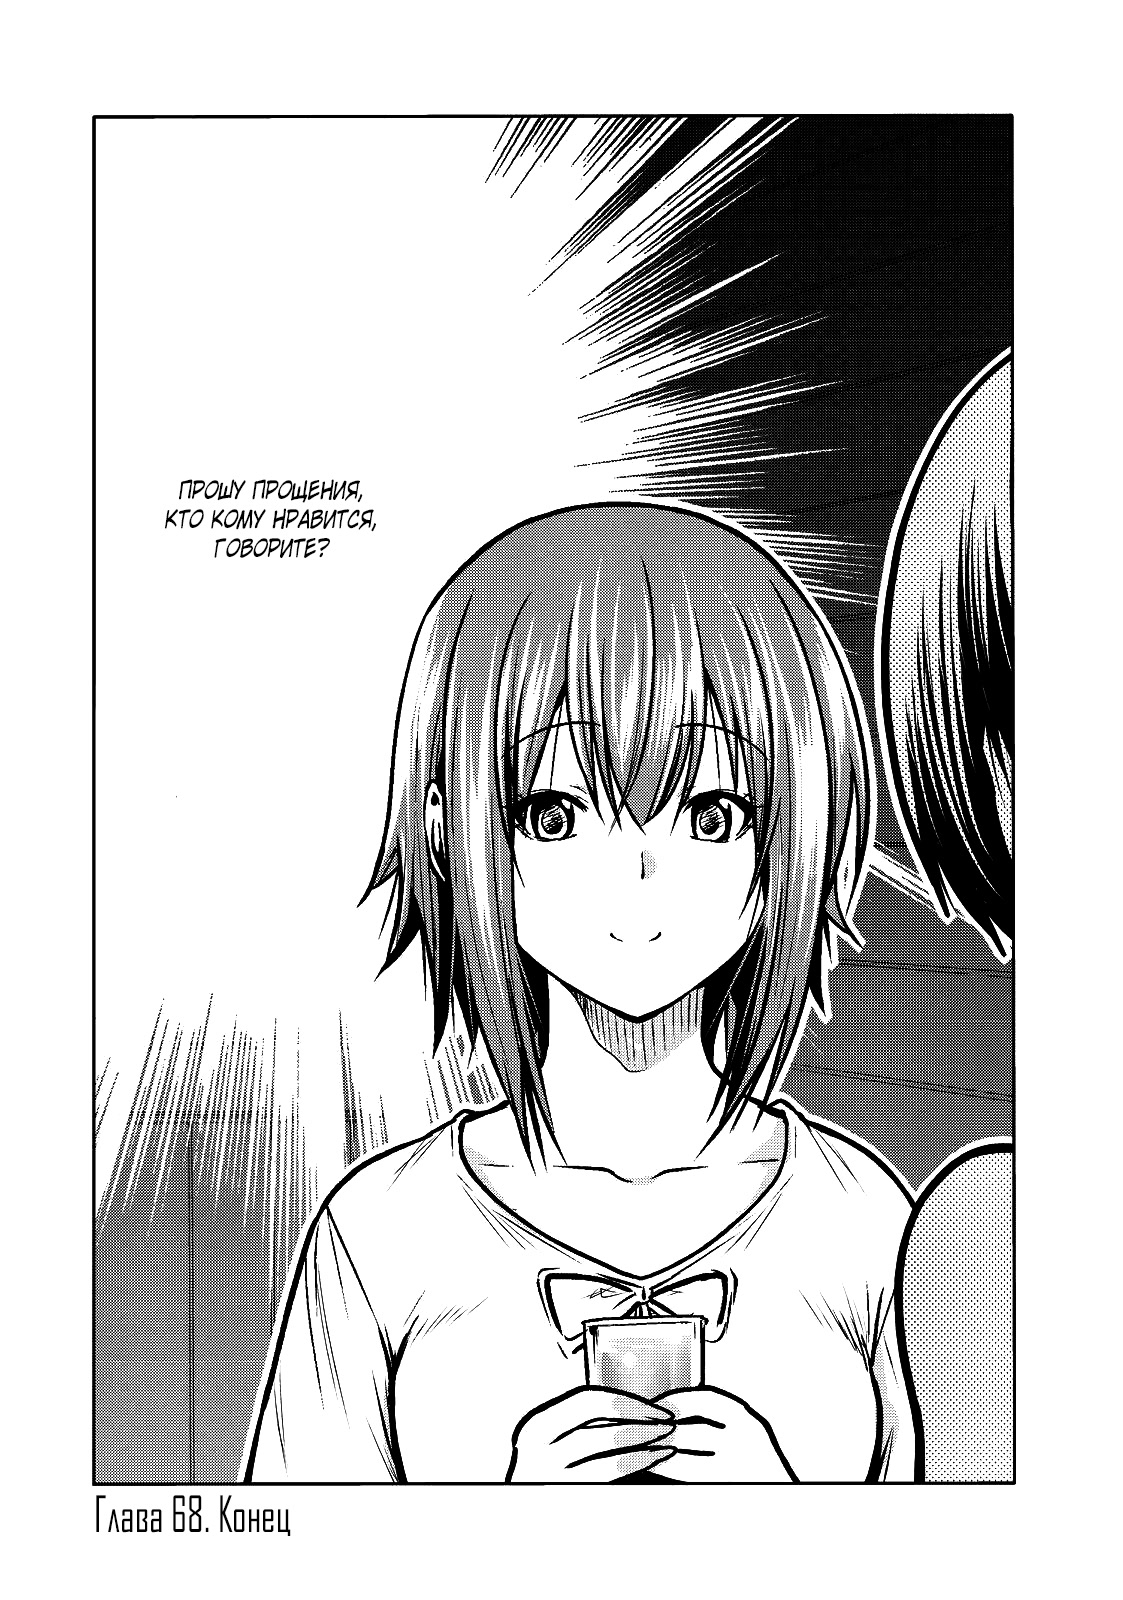 ПРОШУ ПРОЩЕНИЯ,
КТО КОМУ НРАВИТСЯ,
ГОВОРИТЕ?
Глава 68. Конец